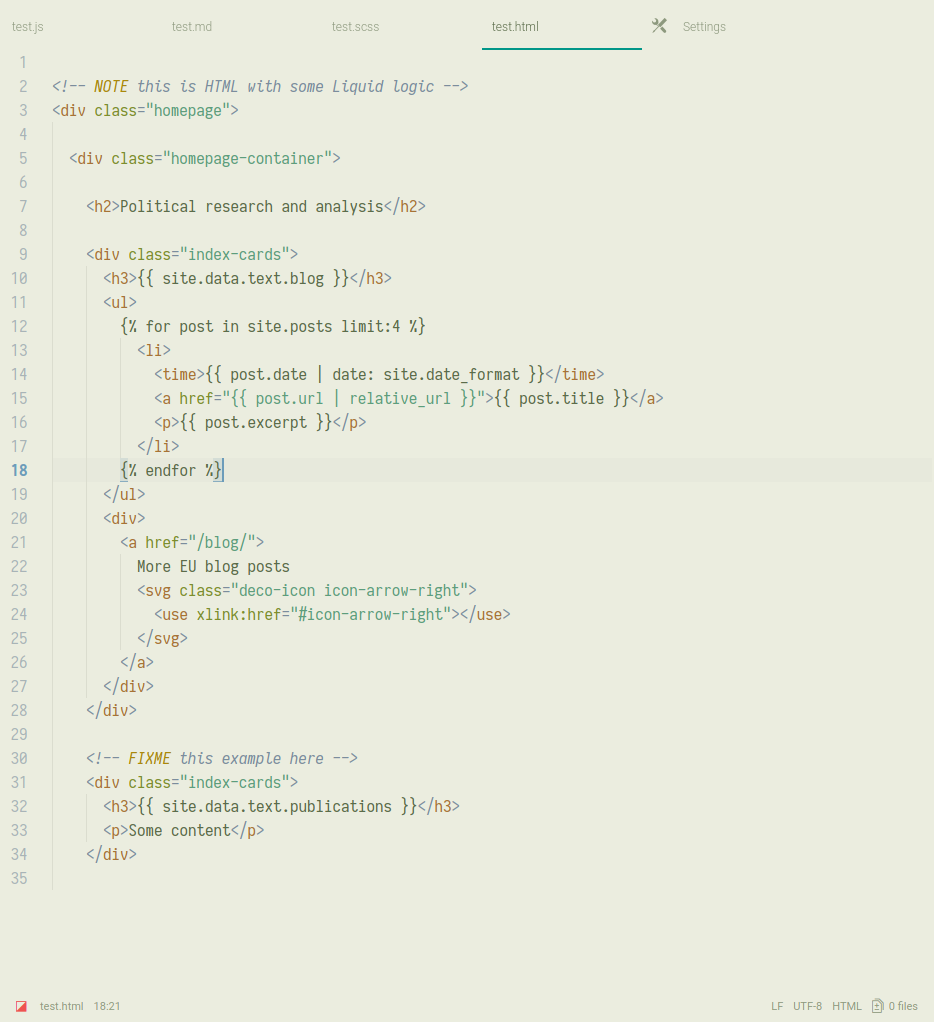 test.js test.md test.scss test.html Settings
1
2 <!-- NOTE this is HTML with some Liquid logic -->
3 <div class="homepage">
4
5   <div class="homepage-container">
6
7     <h2>Political research and analysis</h2>
8
9     <div class="index-cards">
10       <h3>{{ site.data.text.blog }}</h3>
11       <ul>
12         {% for post in site.posts limit:4 %}
13           <li>
14             <time>{{ post.date | date: site.date_format }}</time>
15             <a href="{{ post.url | relative_url }}">{{ post.title }}</a>
16             <p>{{ post.excerpt }}</p>
17           </li>
18         {% endfor %}
19       </ul>
20       <div>
21         <a href="/blog/">
22           More EU blog posts
23           <svg class="deco-icon icon-arrow-right">
24             <use xlink:href="#icon-arrow-right"></use>
25           </svg>
26         </a>
27       </div>
28     </div>
29
30     <!-- FIXME this example here -->
31     <div class="index-cards">
32       <h3>{{ site.data.text.publications }}</h3>
33       <p>Some content</p>
34     </div>
35
test.html 18:21 LF UTF-8 HTML 0 files